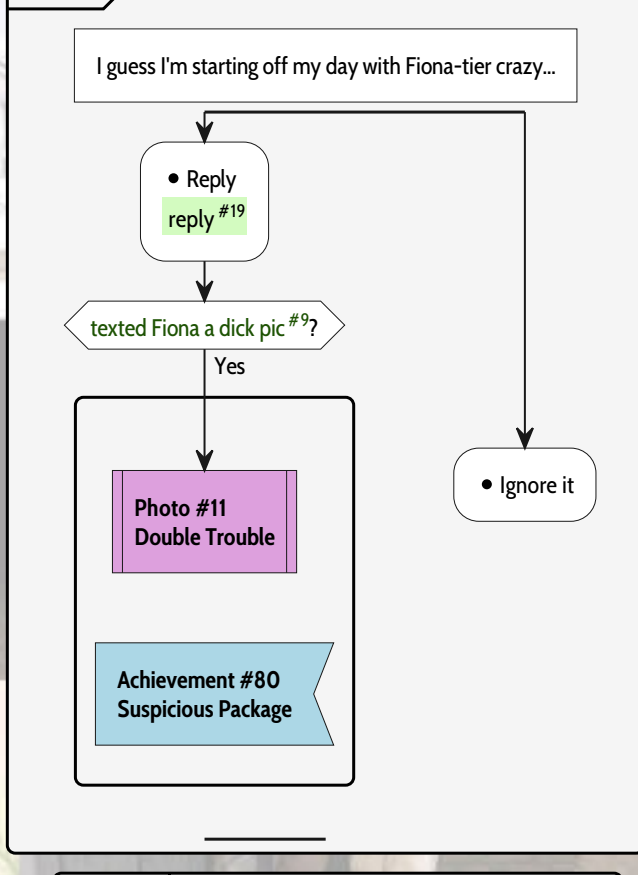 I guess I'm starting off my day with Fiona-tier crazy...
• Reply
reply #19
texted Fiona a dick pic #9?
Yes
Photo #11
Double Trouble
Achievement #80
Suspicious Package
• Ignore it